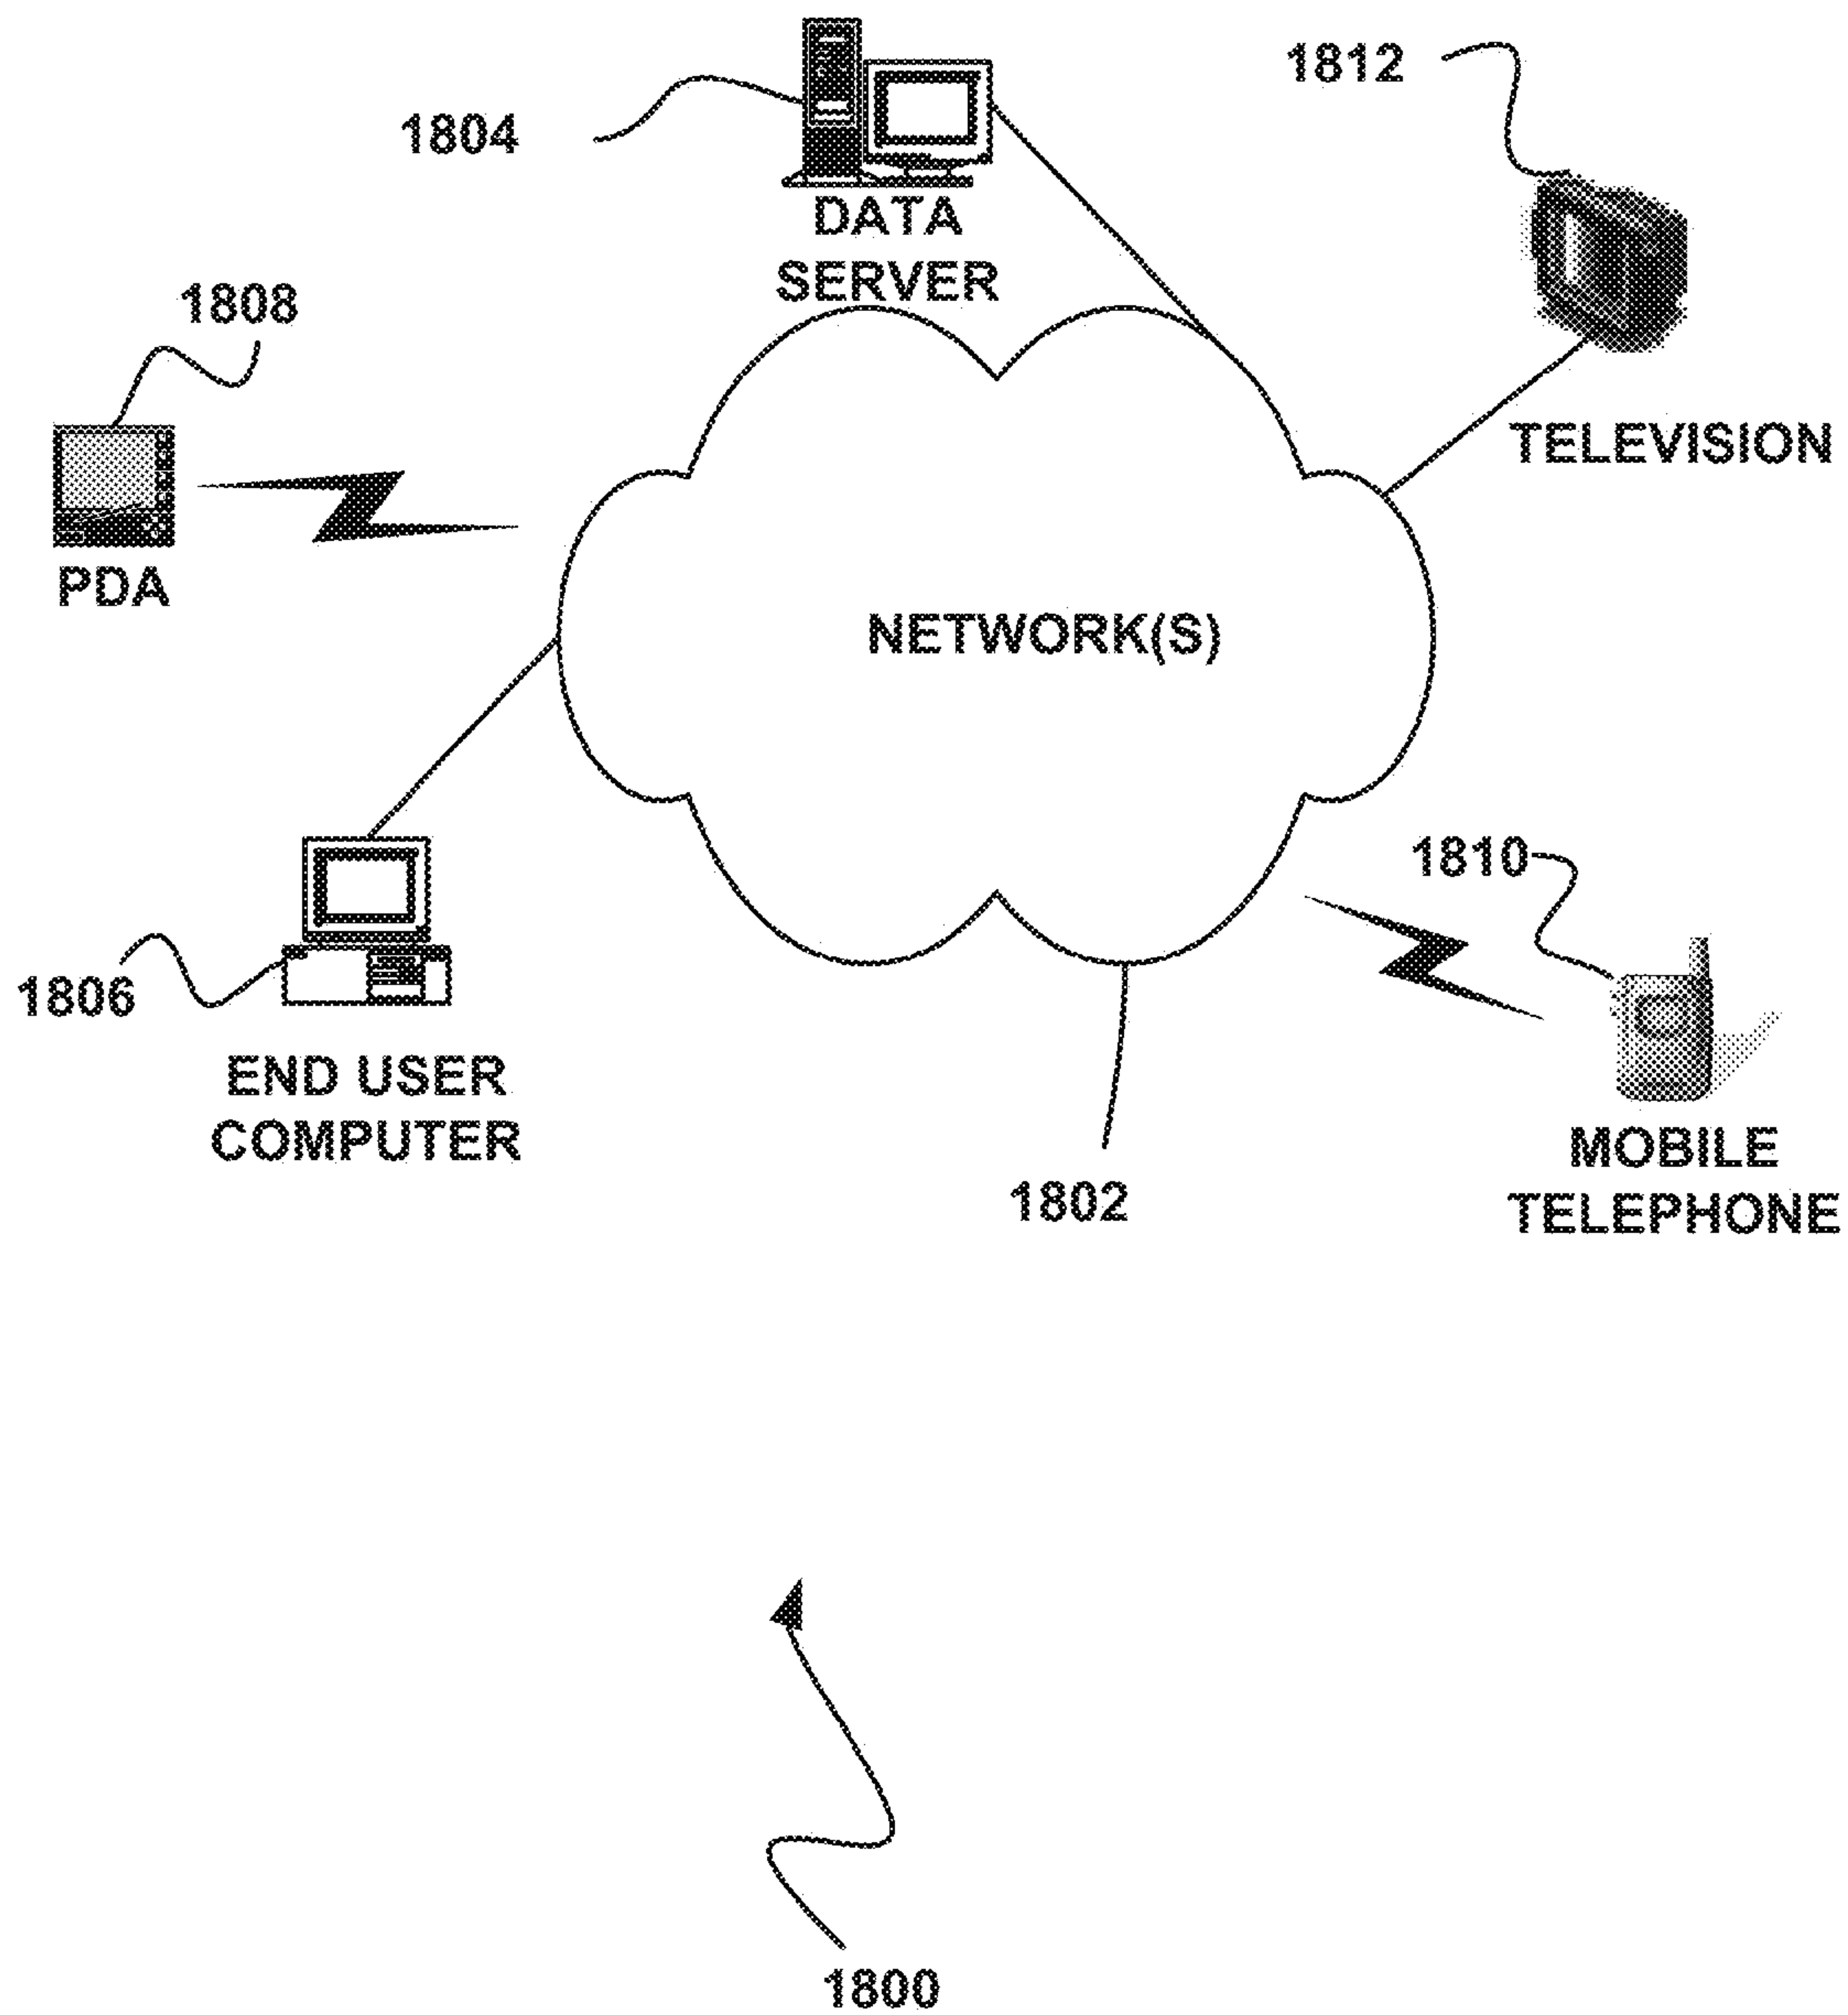 1812
1804
DATA
SERVER
1808
TELEVISION
PDA
NETWORK(S)
1810
1806
END USER
COMPUTER
MOBILE
TELEPHONE
1802
1800